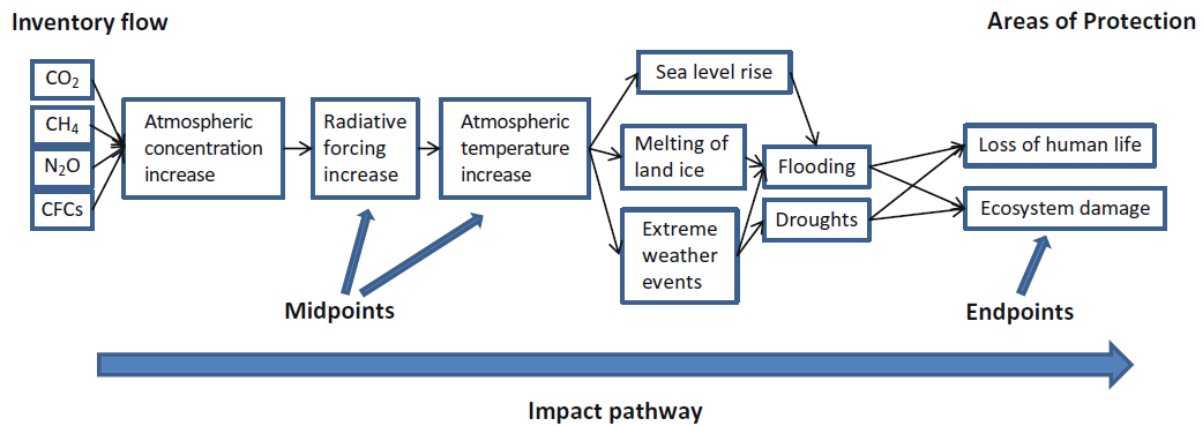 Inventory flow
Areas of Protection
CO₂
CH₄
N₂O
CFCs
Atmospheric
concentration
increase
Radiative
forcing
increase
Atmospheric
temperature
increase
Sea level rise
Melting of
land ice
Extreme
weather
events
Flooding
Droughts
Loss of human life
Ecosystem damage
Midpoints
Endpoints
Impact pathway